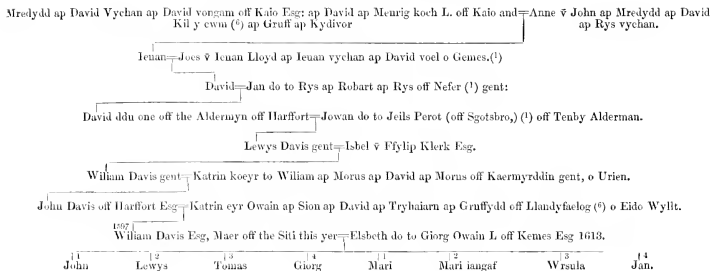 Mredydd ap David Vychan ap David vongam off Kaio Esg: ap David ap Meurig koch L. off Kaio and=Anne v̄ John ap Mredydd ap David
Kil y cwm (⁶) ap Gruff ap Kydivor ap Rys vychan.
Ieuan=Joes v̄ Ieuan Lloyd ap Ieuan vychan ap David voel o Gemes.(¹)
David=Jan do to Rys ap Robart ap Rys off Nefer (¹) gent:
David ddu one off the Aldermyn off Harffort=Jowan do to Jeils Perot (off Sgotsbro,) (¹) off Tenby Alderman.
Lewys Davis gent=Isbel v̄ Ffylip Klerk Esg.
Wiliam Davis gent=Katrin koeyr to Wiliam ap Morus ap David ap Morus off Kaermyrddin gent, o Urien.
John Davis off Harffort Esg=Katrin eyr Owain ap Sion ap David ap Tryhaiarn ap Gruffydd off Llandyfaelog (⁶) o Eido Wyllt.
1597
Wiliam Davis Esg, Maer off the Siti this yer=Elsbeth do to Giorg Owain L off Kemes Esg 1613.
1 2 3 4 1 2 3 4
John Lewys Tomas Giorg Mari Mari iangaf Wrsula Jan.